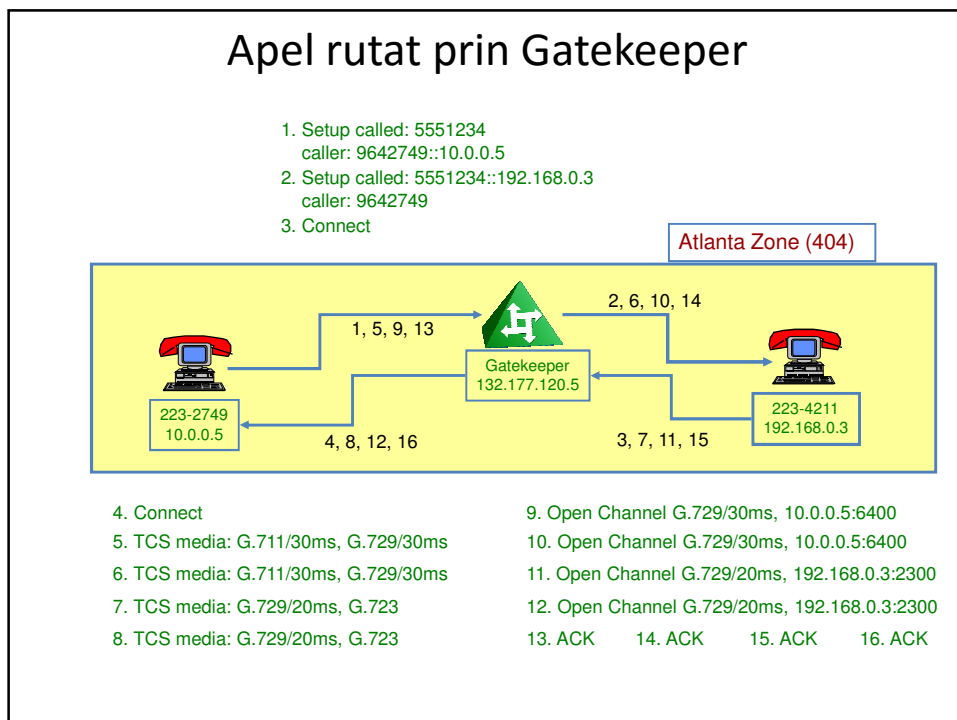 Apel rutat prin Gatekeeper
1. Setup called: 5551234
caller: 9642749::10.0.0.5
2. Setup called: 5551234::192.168.0.3
caller: 9642749
3. Connect
Atlanta Zone (404)
1, 5, 9, 13
2, 6, 10, 14
Gatekeeper
132.177.120.5
223-2749
10.0.0.5
223-4211
192.168.0.3
4, 8, 12, 16
3, 7, 11, 15
4. Connect
5. TCS media: G.711/30ms, G.729/30ms
6. TCS media: G.711/30ms, G.729/30ms
7. TCS media: G.729/20ms, G.723
8. TCS media: G.729/20ms, G.723
9. Open Channel G.729/30ms, 10.0.0.5:6400
10. Open Channel G.729/30ms, 10.0.0.5:6400
11. Open Channel G.729/20ms, 192.168.0.3:2300
12. Open Channel G.729/20ms, 192.168.0.3:2300
13. ACK 14. ACK 15. ACK 16. ACK